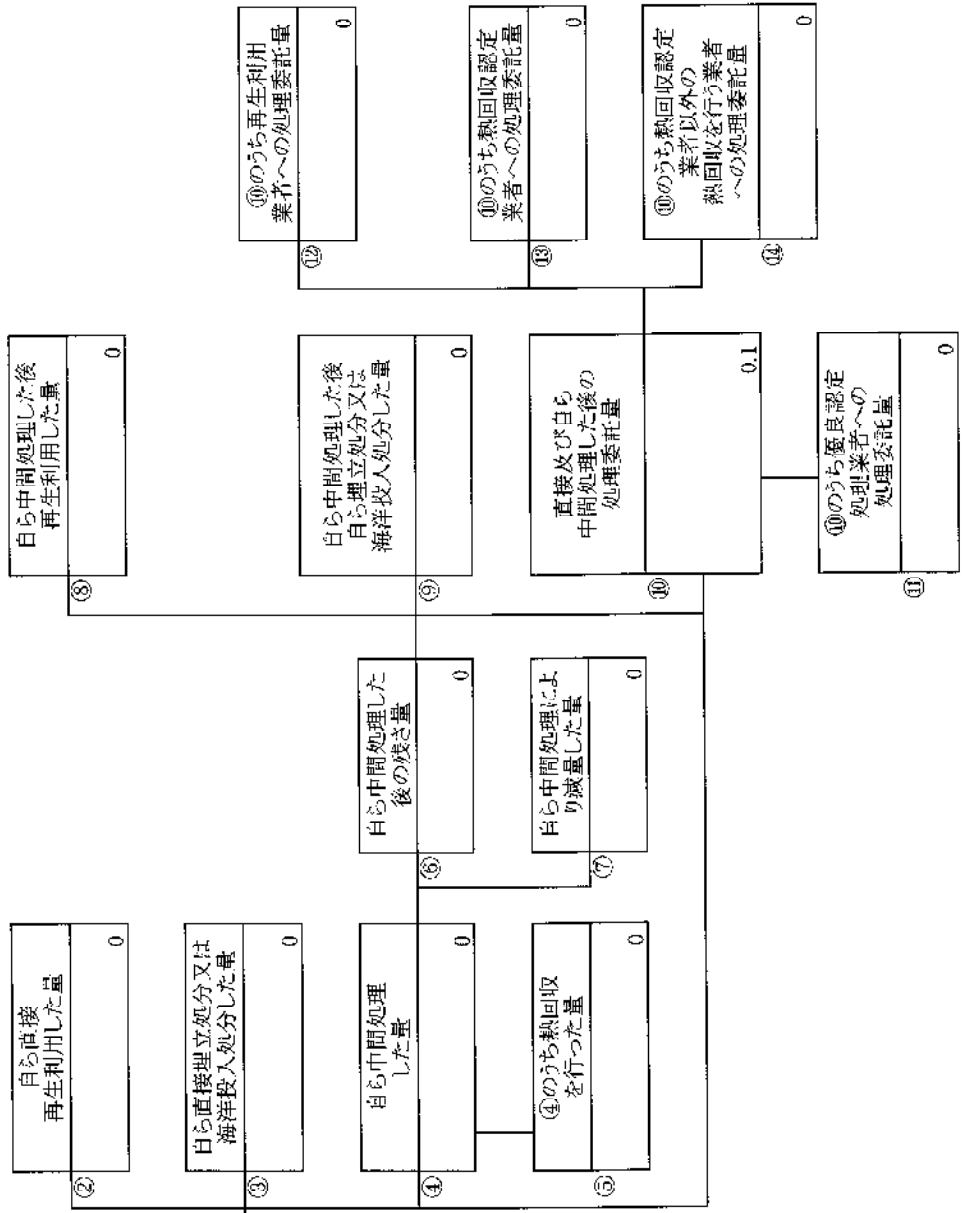 ②
自ら直接
再生利用した量
0
③
自ら直接埋立処分又は
海洋投入処分した量
0
④
自ら中間処理
した量
0
⑤
④のうち熱回収
を行った量
0
⑥
自ら中間処理した
後の残さ量
0
⑦
自ら中間処理によ
り減量した量
0
⑧
自ら中間処理した後
再生利用した量
0
⑨
自ら中間処理した後
自ら埋立処分又は
海洋投入処分した量
0
⑩
直接及び自ら
中間処理した後の
処理委託量
0.1
⑪
⑩のうち優良認定
処理業者への
処理委託量
0
⑫
⑩のうち再生利用
業者への処理委託量
0
⑬
⑩のうち熱回収認定
業者への処理委託量
0
⑭
⑩のうち熱回収認定
業者以外の
熱回収を行う業者
への処理委託量
0